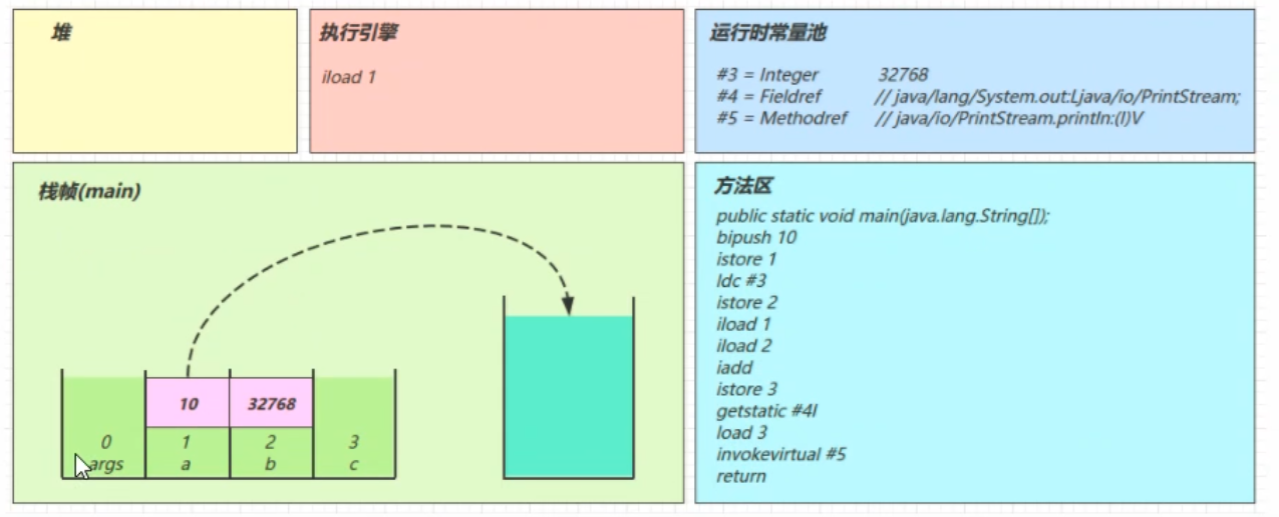 堆
执行引擎
iload 1
运行时常量池
#3 = Integer 32768
#4 = Fieldref // java/lang/System.out:Ljava/io/PrintStream;
#5 = Methodref // java/io/PrintStream.println:(I)V
栈帧(main)
10 32768
0 1 2 3
args a b c
方法区
public static void main(java.lang.String[]);
bipush 10
istore 1
ldc #3
istore 2
iload 1
iload 2
iadd
istore 3
getstatic #4I
load 3
invokevirtual #5
return